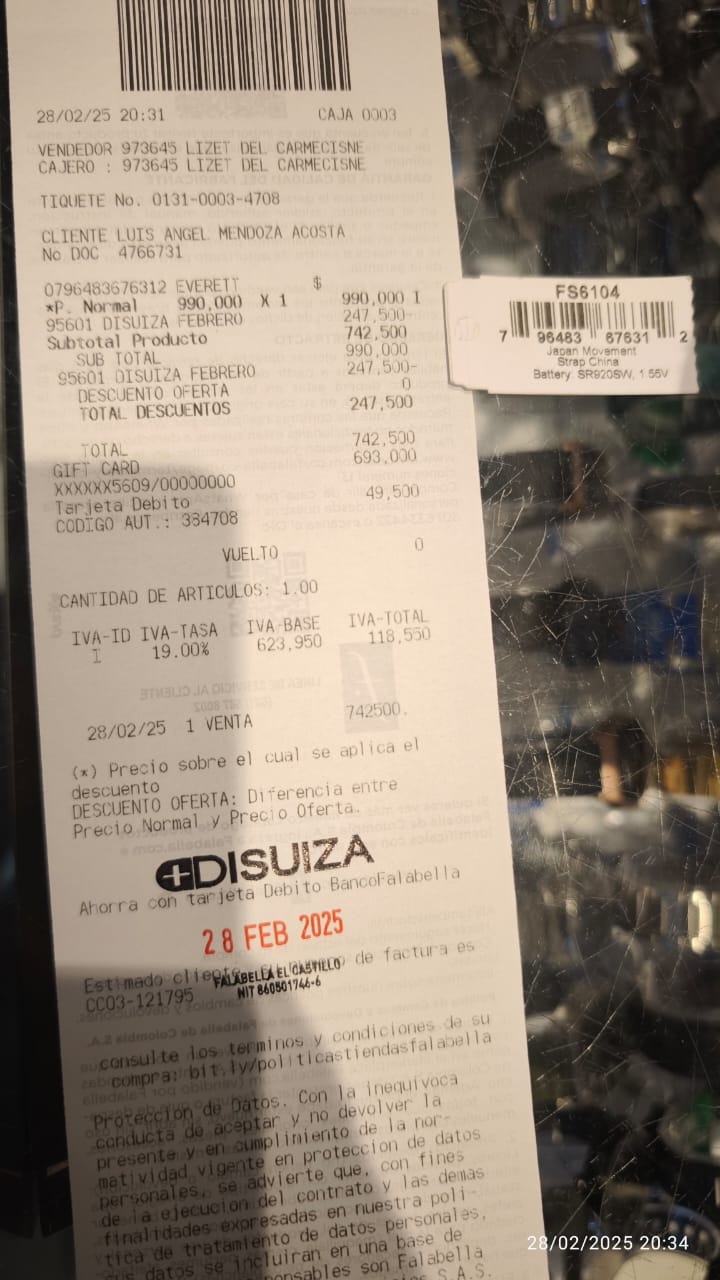 28/02/25 20:31 CAJA 0003
VENDEDOR 973645 LIZET DEL CARMECISNE
CAJERO : 973645 LIZET DEL CARMECISNE
TIQUETE No. 0131-0003-4708
CLIENTE LUIS ANGEL MENDOZA ACOSTA
No DOC 4766731
0796483676312 EVERETT $
*P. Normal 990,000 X 1 990,000 I
95601 DISUIZA FEBRERO 247,500-
Subtotal Producto 742,500
SUB TOTAL 990,000
95601 DISUIZA FEBRERO 247,500-
DESCUENTO OFERTA 0
TOTAL DESCUENTOS 247,500
TOTAL 742,500
GIFT CARD 693,000
XXXXXX5609/00000000
Tarjeta Debito 49,500
CODIGO AUT.: 384708
VUELTO 0
CANTIDAD DE ARTICULOS: 1.00
IVA-ID IVA-TASA IVA-BASE IVA-TOTAL
I 19.00% 623,950 118,550
28/02/25 1 VENTA 742500.
(*) Precio sobre el cual se aplica el
descuento
DESCUENTO OFERTA: Diferencia entre
Precio Normal y Precio Oferta.
DISUIZA
Ahorra con tarjeta Debito BancoFalabella
28 FEB 2025
Estimado cliente, su numero de factura es
CC03-121795
FALABELLA EL CASTILLO
NIT 860501746-6
consulte los terminos y condiciones de su
compra: bit.ly/politicastiendasfalabella
Proteccion de Datos. Con la inequivoca
conducta de aceptar y no devolver la
presente y en cumplimiento de la nor-
matividad vigente en proteccion de datos
personales, se advierte que, con fines
de la ejecucion del contrato y las demas
finalidades expresadas en nuestra poli-
tica de tratamiento de datos personales,
sus datos se incluiran en una base de
responsables son Falabella
S.A.S.
FS6104
7 96483 67631 2
Japan Movement
Strap China
Battery SR920SW, 1.55V
28/02/2025 20:34